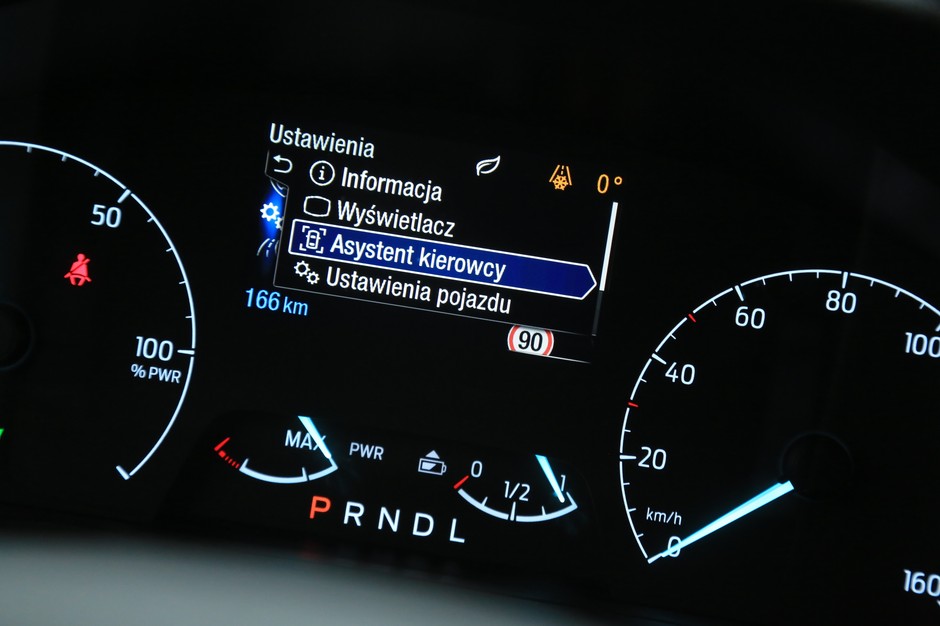 Ustawienia
Informacja
0°
Wyświetlacz
Asystent kierowcy
Ustawienia pojazdu
166 km
90
50
100
% PWR
MAX
PWR
0
1/2
1
P R N D L
0
20
40
60
80
100
160
km/h